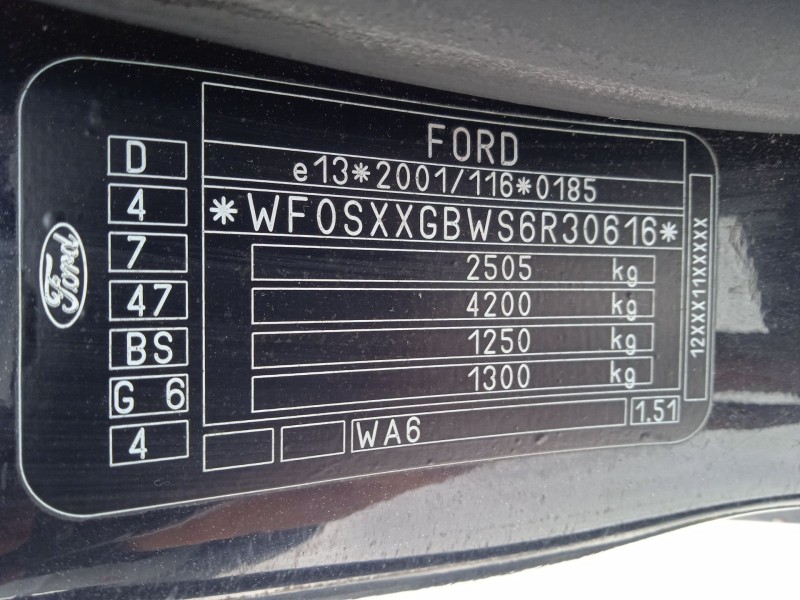 FORD
e13*2001/116*0185
*WF0SXXGBWS6R30616*
2505 kg
4200 kg
1250 kg
1300 kg
WA6
1.51
D
4
7
47
BS
G 6
4
Ford
12XXX11XXXXX